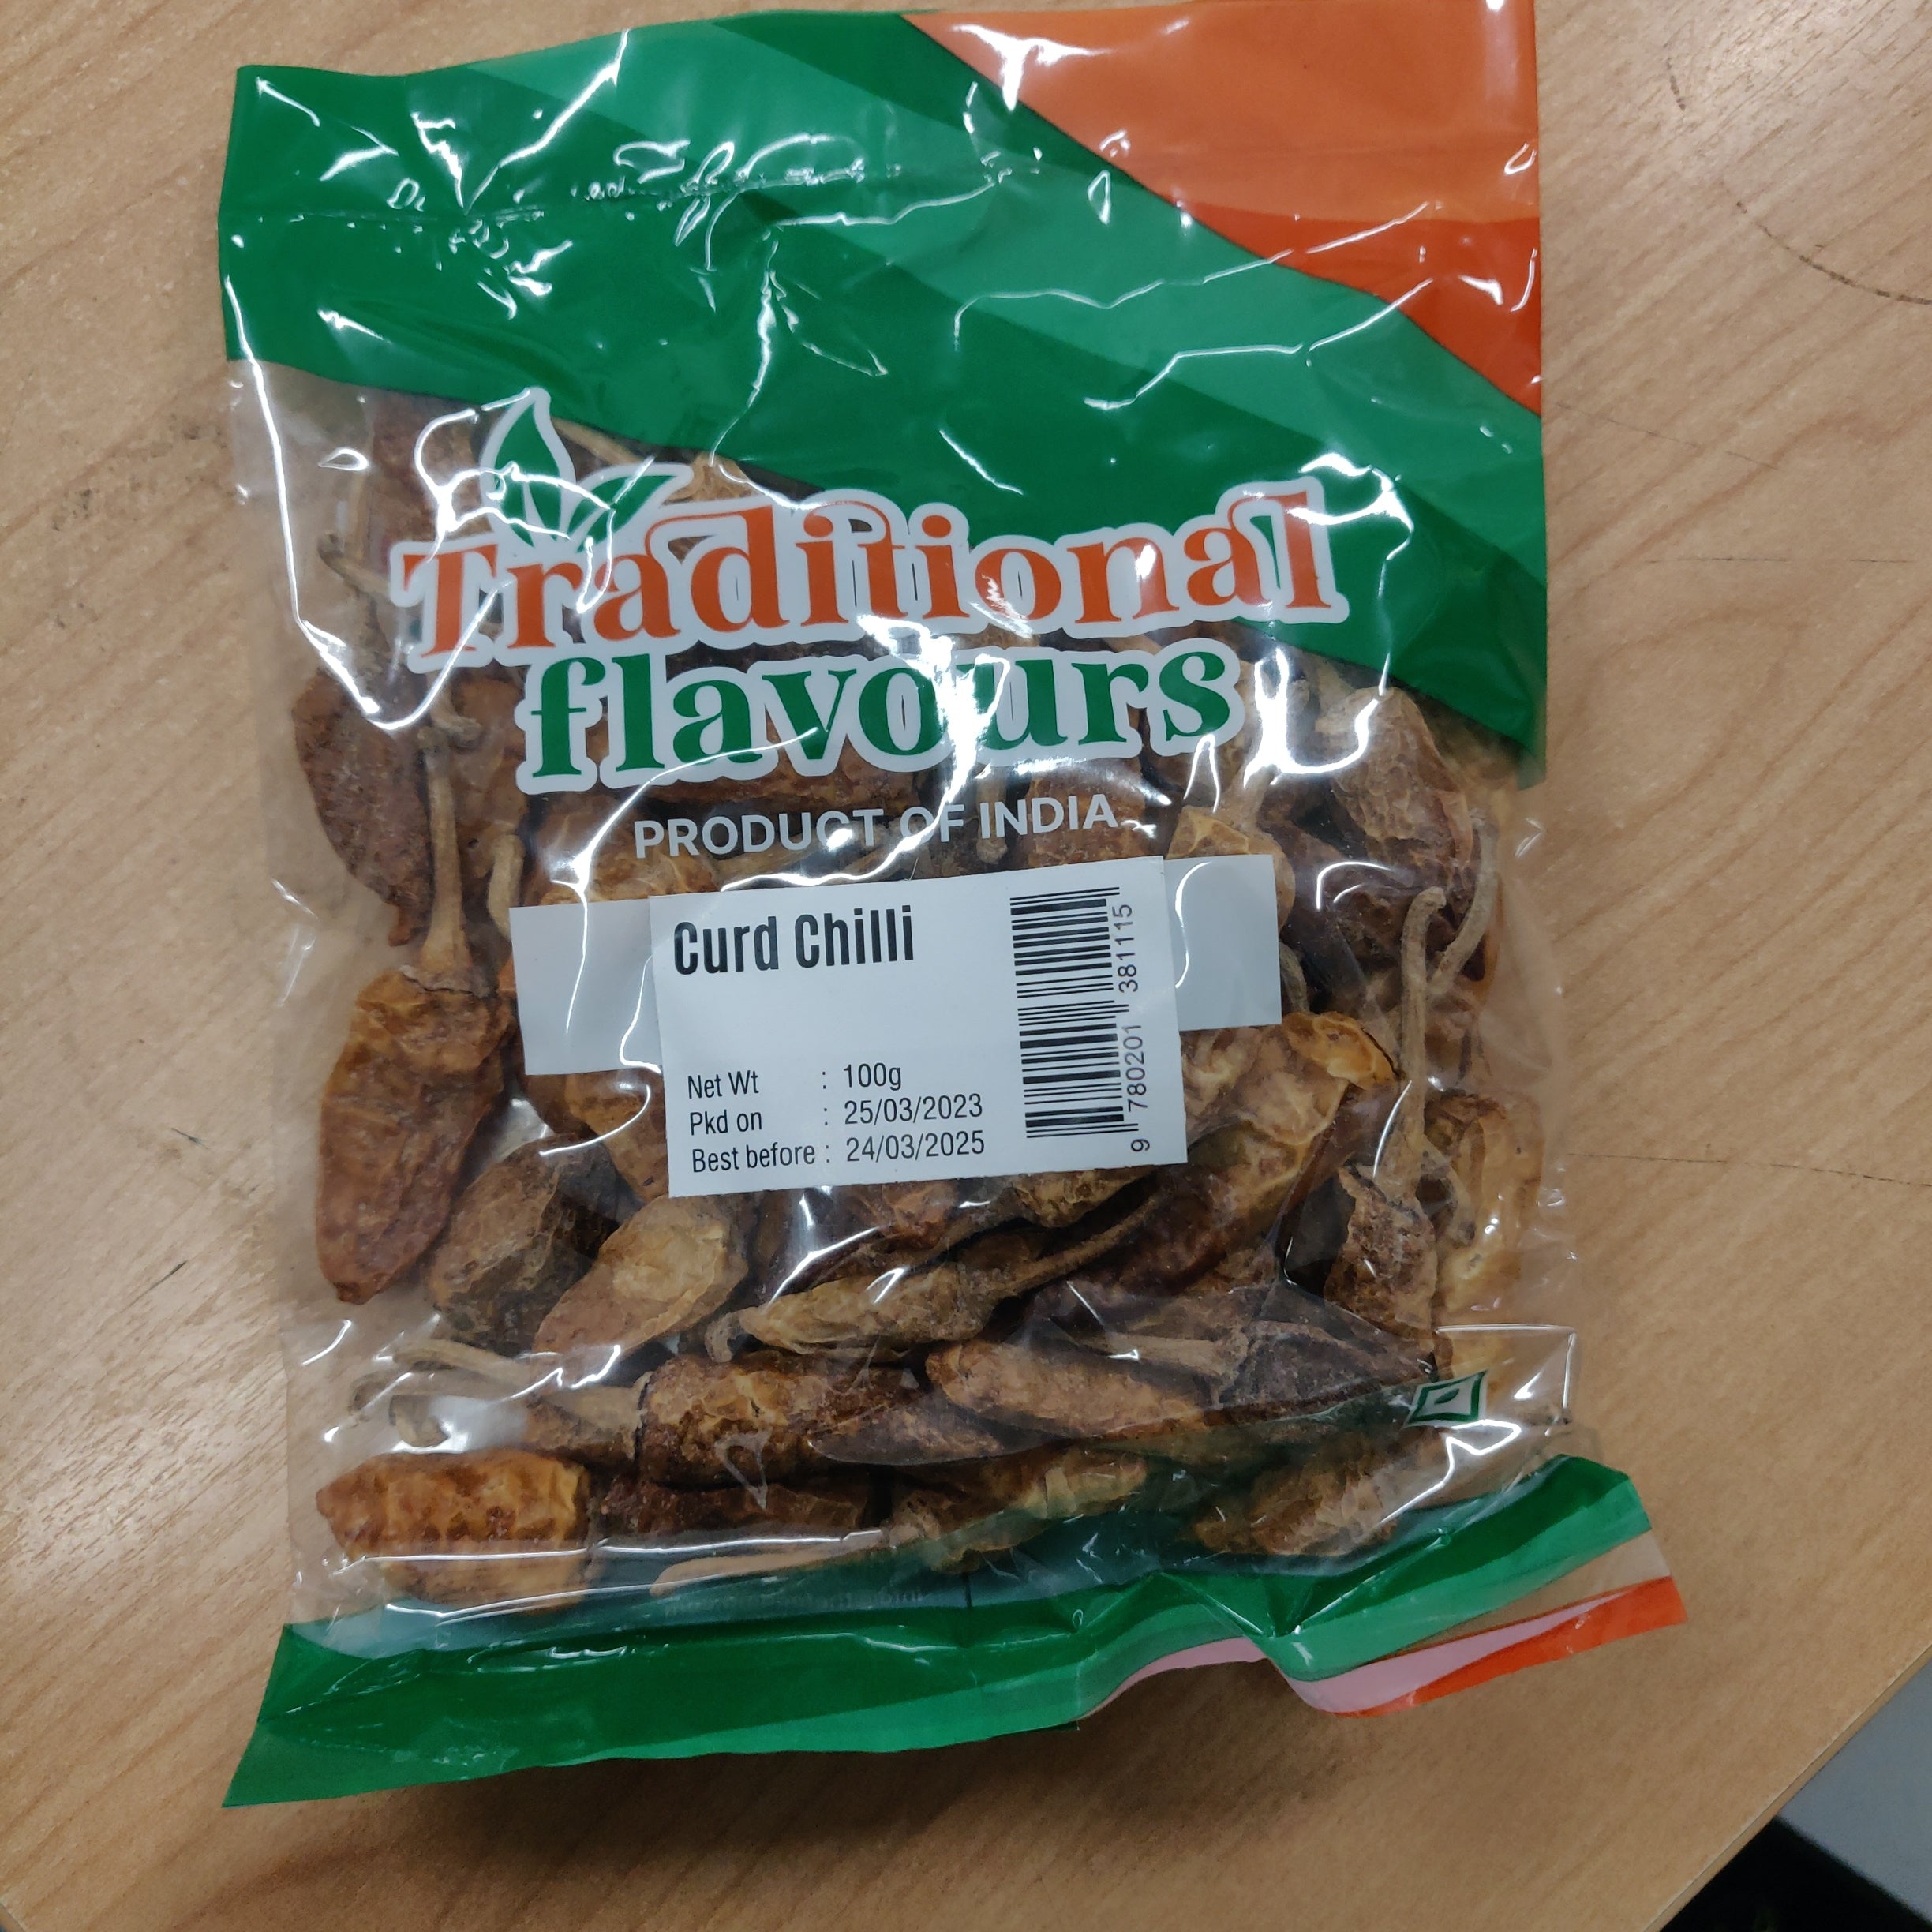 Traditional
flavours
PRODUCT OF INDIA
Curd Chilli
Net Wt : 100g
Pkd on : 25/03/2023
Best before : 24/03/2025
9 780201 381115